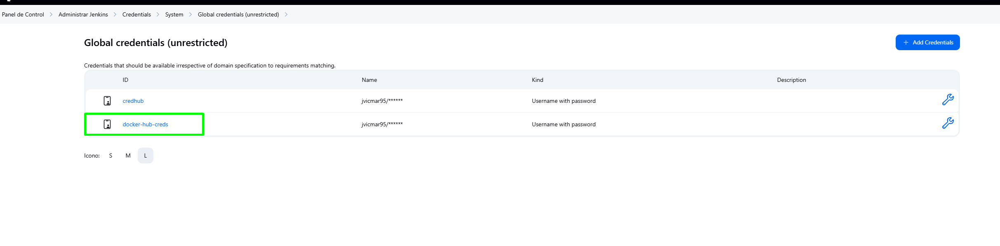 Panel de Control > Administrar Jenkins > Credentials > System > Global credentials (unrestricted) >
Global credentials (unrestricted)
+ Add Credentials
Credentials that should be available irrespective of domain specification to requirements matching.
ID Name Kind Description
credhub jvicmar95/****** Username with password
docker-hub-creds jvicmar95/****** Username with password
Icono: S M L